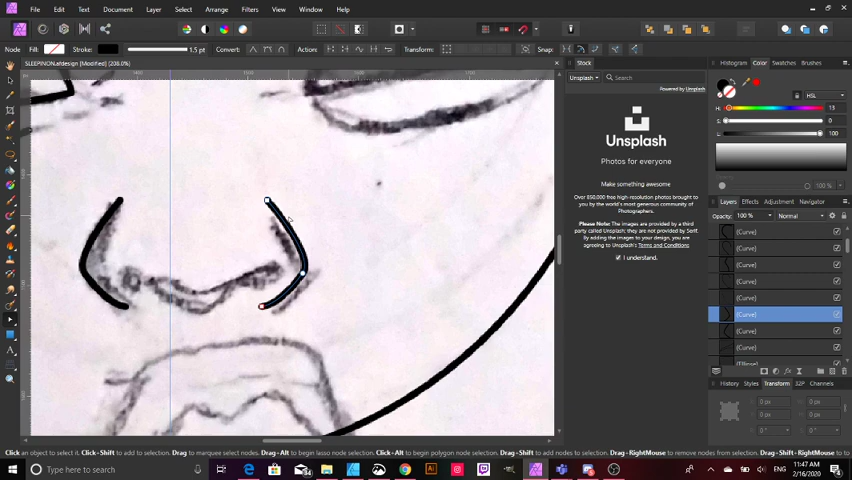 File Edit Text Document Layer Select Arrange Filters View Window Help
Node Fill: Stroke: 1.5 pt Convert: Action: Transform: Snap:
SLEEPINON.afdesign [Modified] (208.0%)
Stock
Unsplash
Search
Powered by Unsplash
Unsplash
Photos for everyone
Make something awesome
Over 850,000 free high-resolution photos brought to
you by the world's most generous community of
Photographers.
Please Note: The images are provided by a third
party called Unsplash; they are not provided by Serif.
By adding the images to your design, you are
agreeing to Unsplash's Terms and Conditions
I understand.
Histogram Color Swatches Brushes
HSL
H: 13
S: 0
L: 100
100 %
Layers Effects Adjustment Navigator
Opacity: 100 % Normal
(Curve)
(Curve)
(Curve)
(Curve)
(Curve)
(Curve)
(Curve)
(Curve)
(Ellipse)
History Styles Transform 32P Channels
X: 0 px W: 0 px
Y: 0 px H: 0 px
Click an object to select it. Click-Shift to add to selection. Drag to marquee select nodes. Drag-Alt to begin lasso node selection. Click-Alt to begin polygon node selection. Drag-Shift to add nodes to selection. Drag-RightMouse to remove nodes from selection.
Type here to search
ENG
11:47 AM
2/16/2020